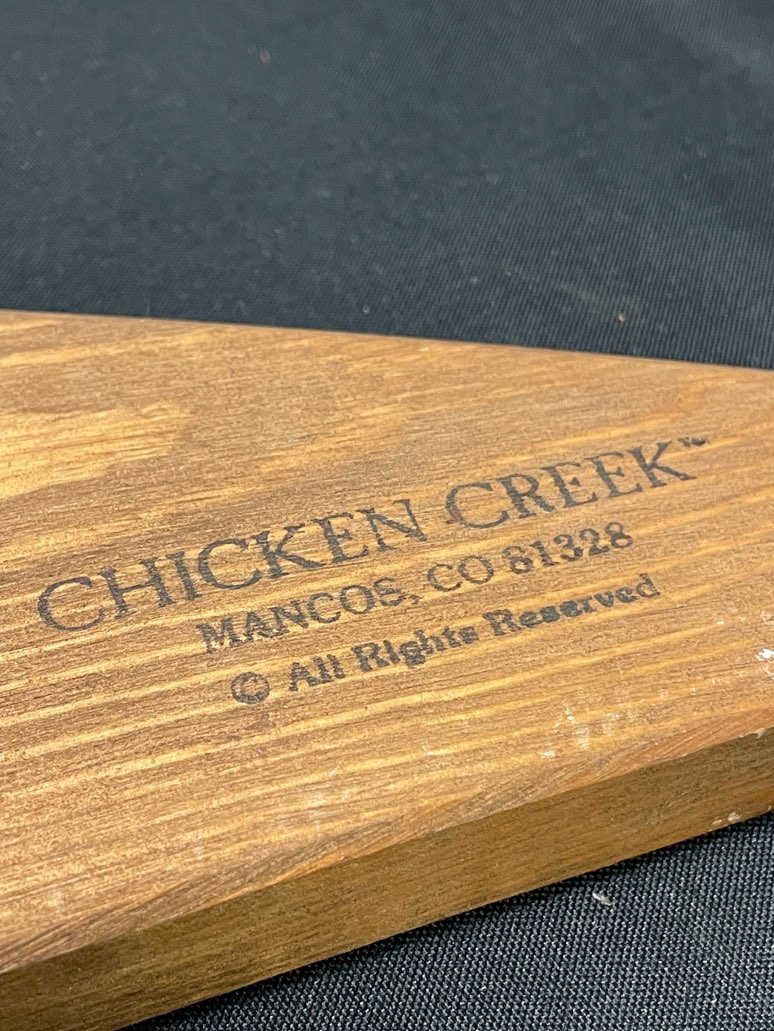 CHICKEN CREEK™
MANCOS, CO 81328
© All Rights Reserved